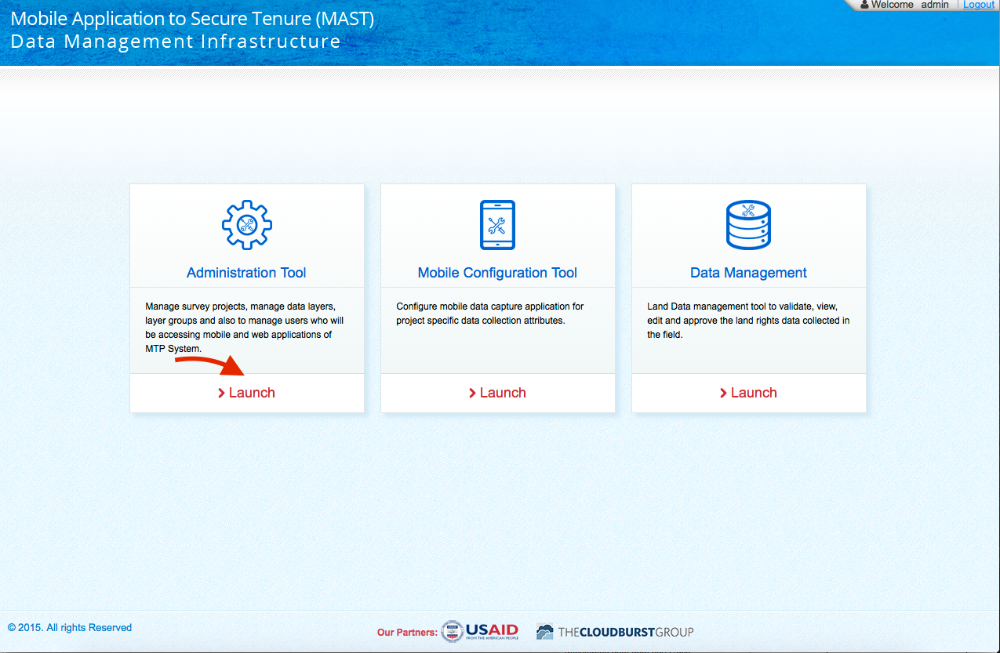 Mobile Application to Secure Tenure (MAST)
Data Management Infrastructure
Welcome admin Logout
Administration Tool
Manage survey projects, manage data layers,
layer groups and also to manage users who will
be accessing mobile and web applications of
MTP System.
Launch
Mobile Configuration Tool
Configure mobile data capture application for
project specific data collection attributes.
Launch
Data Management
Land Data management tool to validate, view,
edit and approve the land rights data collected in
the field.
Launch
© 2015. All rights Reserved
Our Partners:
USAID
FROM THE AMERICAN PEOPLE
THECLOUDBURSTGROUP